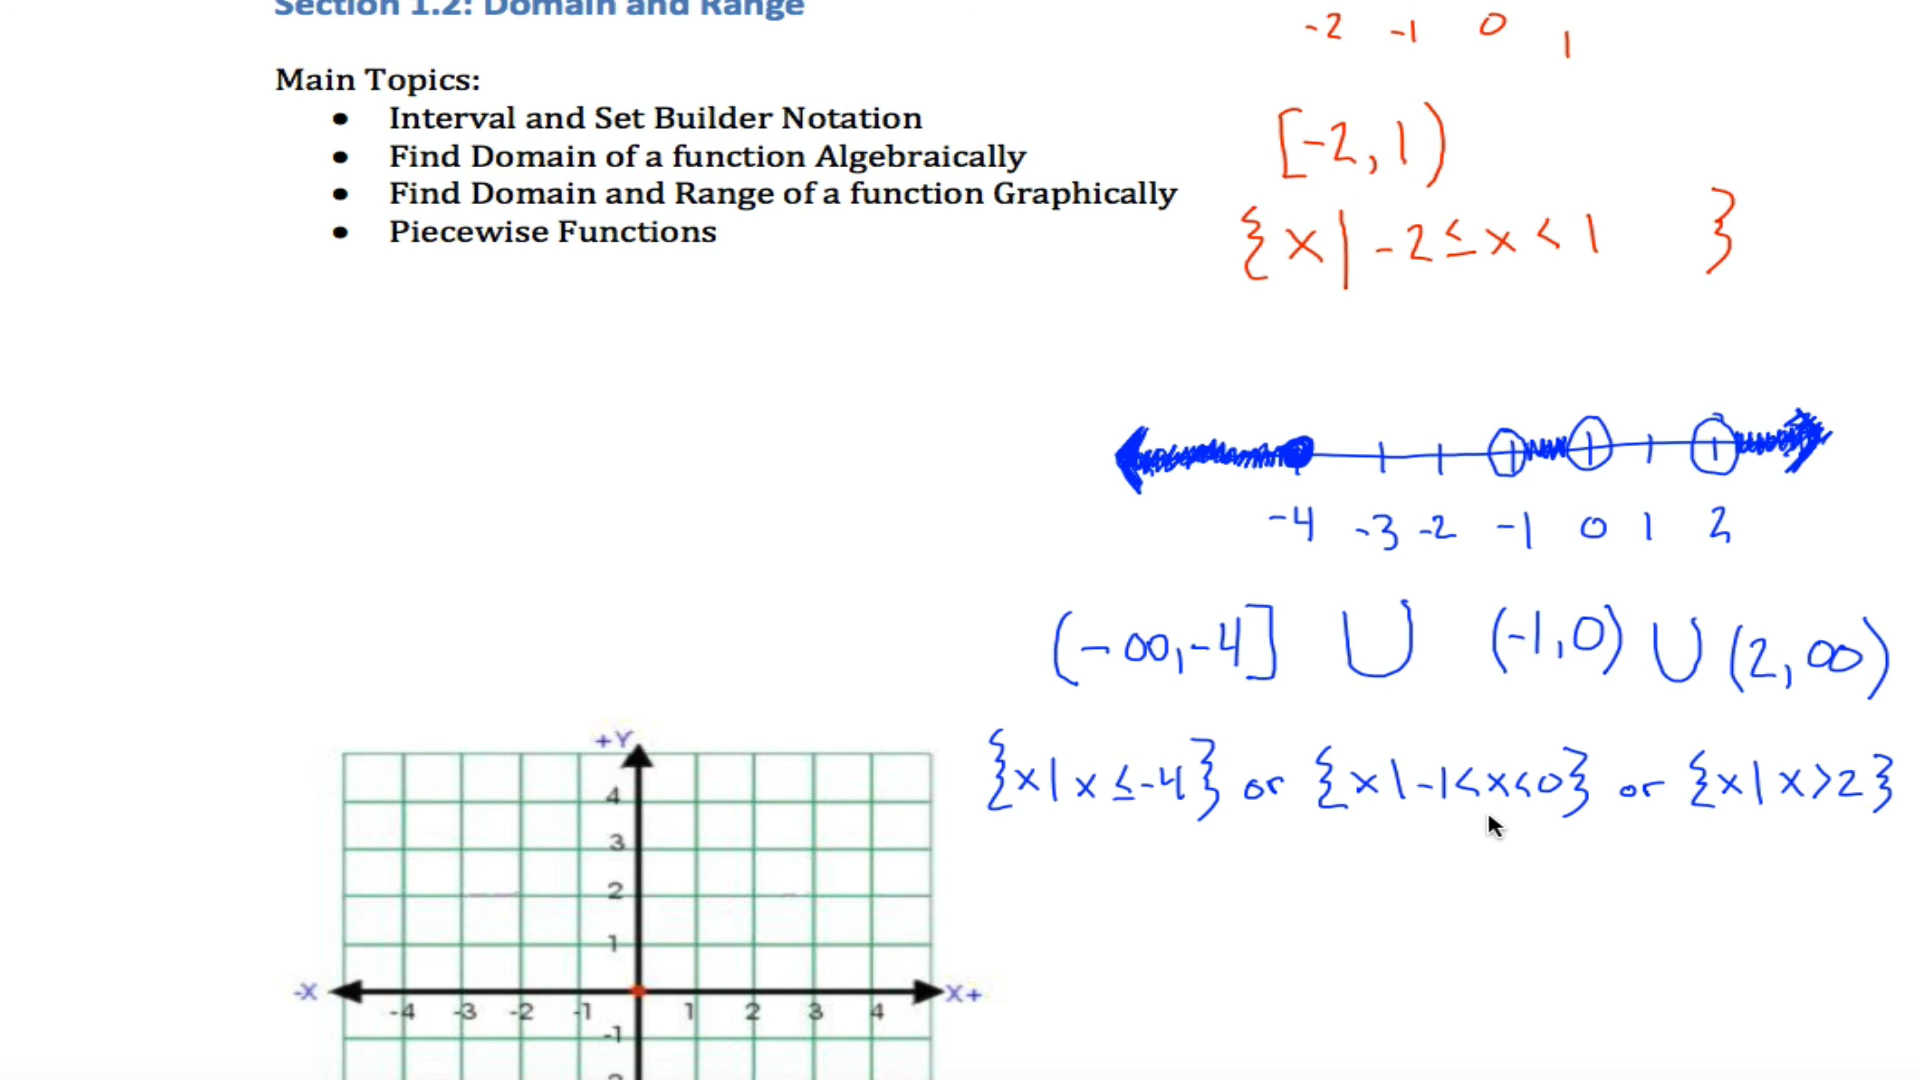 Section 1.2: Domain and Range
-2 -1 0 1
Main Topics:
• Interval and Set Builder Notation
• Find Domain of a function Algebraically
• Find Domain and Range of a function Graphically
• Piecewise Functions
[-2, 1)
{x | -2 ≤ x < 1 }
-4 -3 -2 -1 0 1 2
(-∞, -4] ∪ (-1, 0) ∪ (2, ∞)
{x | x ≤ -4} or {x | -1 < x < 0} or {x | x > 2}
+Y
4
3
2
1
-X X+
-4 -3 -2 -1 1 2 3 4
-1